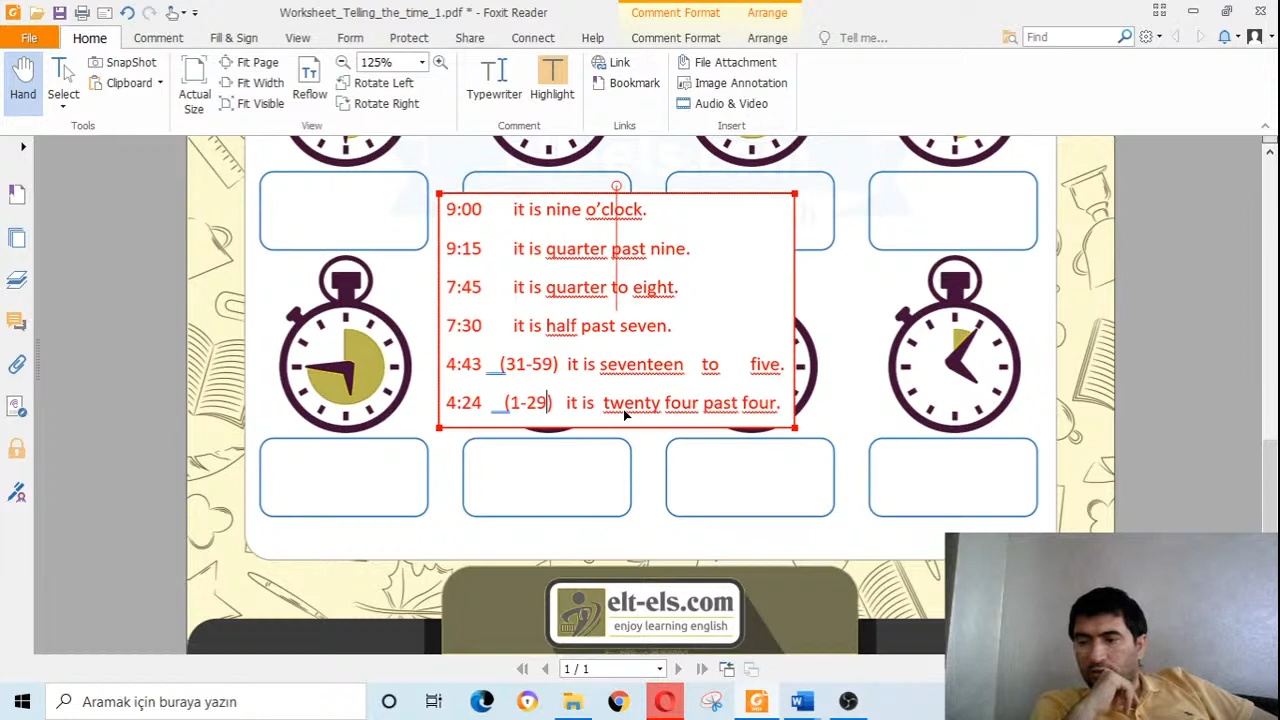 Worksheet_Telling_the_time_1.pdf * - Foxit Reader
Comment Format
Arrange
File
Home
Comment
Fill & Sign
View
Form
Protect
Share
Connect
Help
Comment Format
Arrange
Tell me...
Find
Hand
Select
SnapShot
Clipboard
Tools
Actual Size
Fit Page
Fit Width
Fit Visible
Reflow
125%
Rotate Left
Rotate Right
View
Typewriter
Highlight
Comment
Link
Bookmark
Links
File Attachment
Image Annotation
Audio & Video
Insert
9:00 it is nine o’clock.
9:15 it is quarter past nine.
7:45 it is quarter to eight.
7:30 it is half past seven.
4:43 (31-59) it is seventeen to five.
4:24 (1-29) it is twenty four past four.
elt-els.com
enjoy learning english
1 / 1
Aramak için buraya yazın